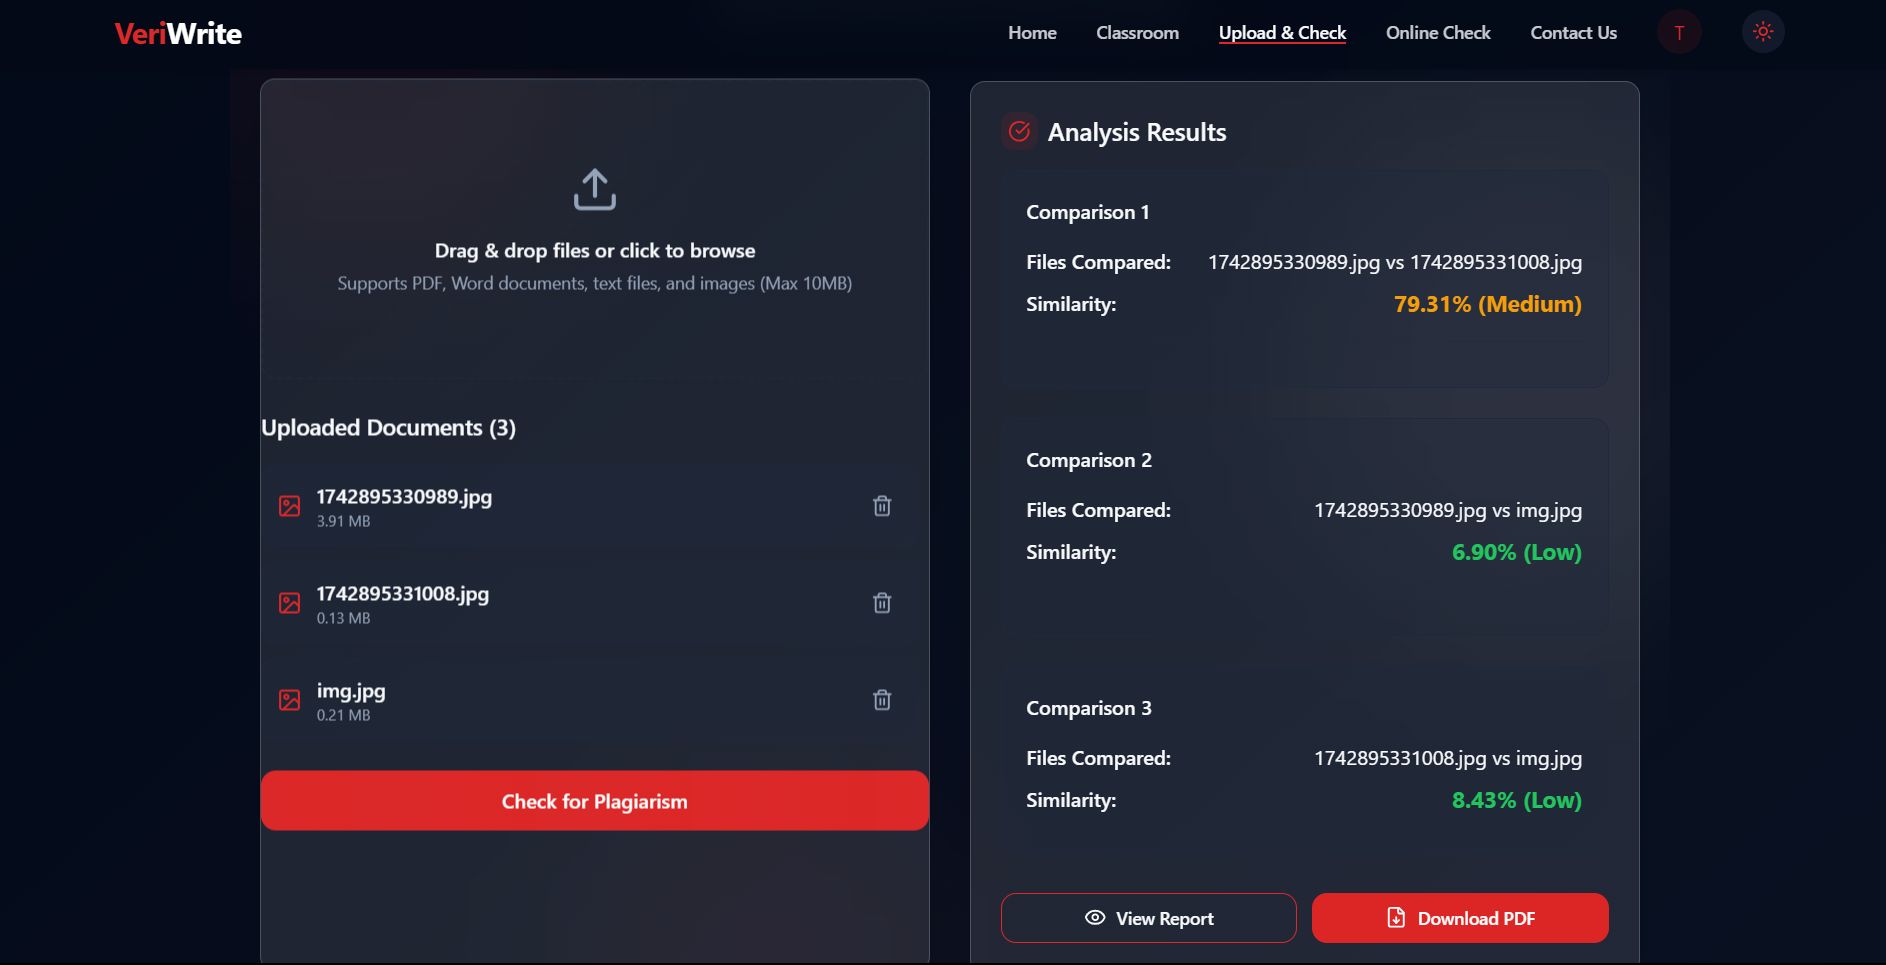 VeriWrite
Home
Classroom
Upload & Check
Online Check
Contact Us
T
Drag & drop files or click to browse
Supports PDF, Word documents, text files, and images (Max 10MB)
Uploaded Documents (3)
1742895330989.jpg
3.91 MB
1742895331008.jpg
0.13 MB
img.jpg
0.21 MB
Check for Plagiarism
Analysis Results
Comparison 1
Files Compared: 1742895330989.jpg vs 1742895331008.jpg
Similarity: 79.31% (Medium)
Comparison 2
Files Compared: 1742895330989.jpg vs img.jpg
Similarity: 6.90% (Low)
Comparison 3
Files Compared: 1742895331008.jpg vs img.jpg
Similarity: 8.43% (Low)
View Report
Download PDF